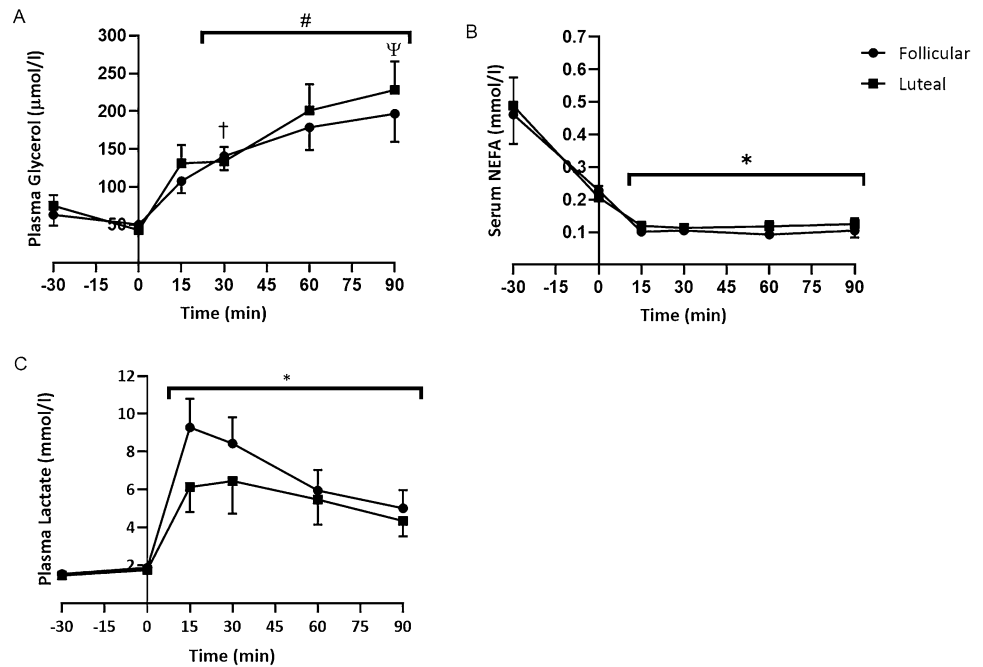 A
#
Ψ
†
300
250
200
150
100
50
Plasma Glycerol (μmol/l)
-30 -15 0 15 30 45 60 75 90
Time (min)
B
*
0.7
0.6
0.5
0.4
0.3
0.2
0.1
Serum NEFA (mmol/l)
-30 -15 0 15 30 45 60 75 90
Time (min)
Follicular
Luteal
C
*
12
10
8
6
4
2
Plasma Lactate (mmol/l)
-30 -15 0 15 30 45 60 75 90
Time (min)